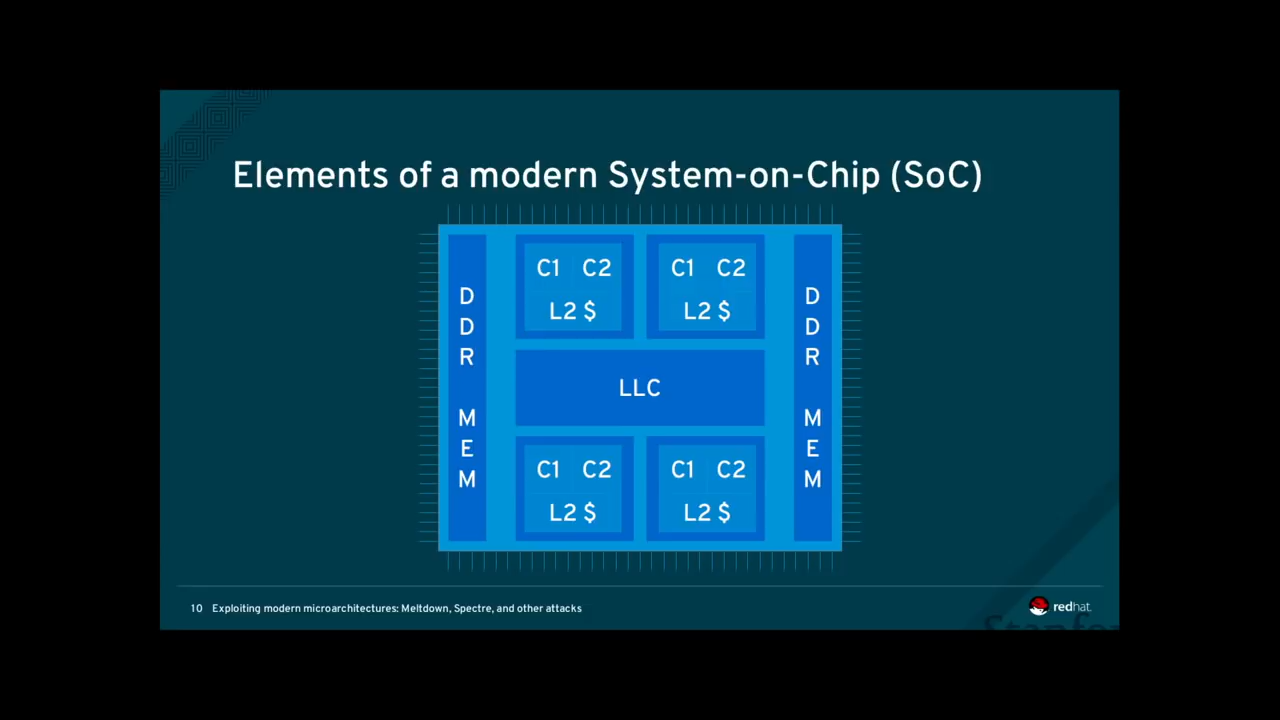 Elements of a modern System-on-Chip (SoC)
D
D
R
M
E
M
C1 C2
L2 $
C1 C2
L2 $
LLC
C1 C2
L2 $
C1 C2
L2 $
D
D
R
M
E
M
10 Exploiting modern microarchitectures: Meltdown, Spectre, and other attacks
redhat.